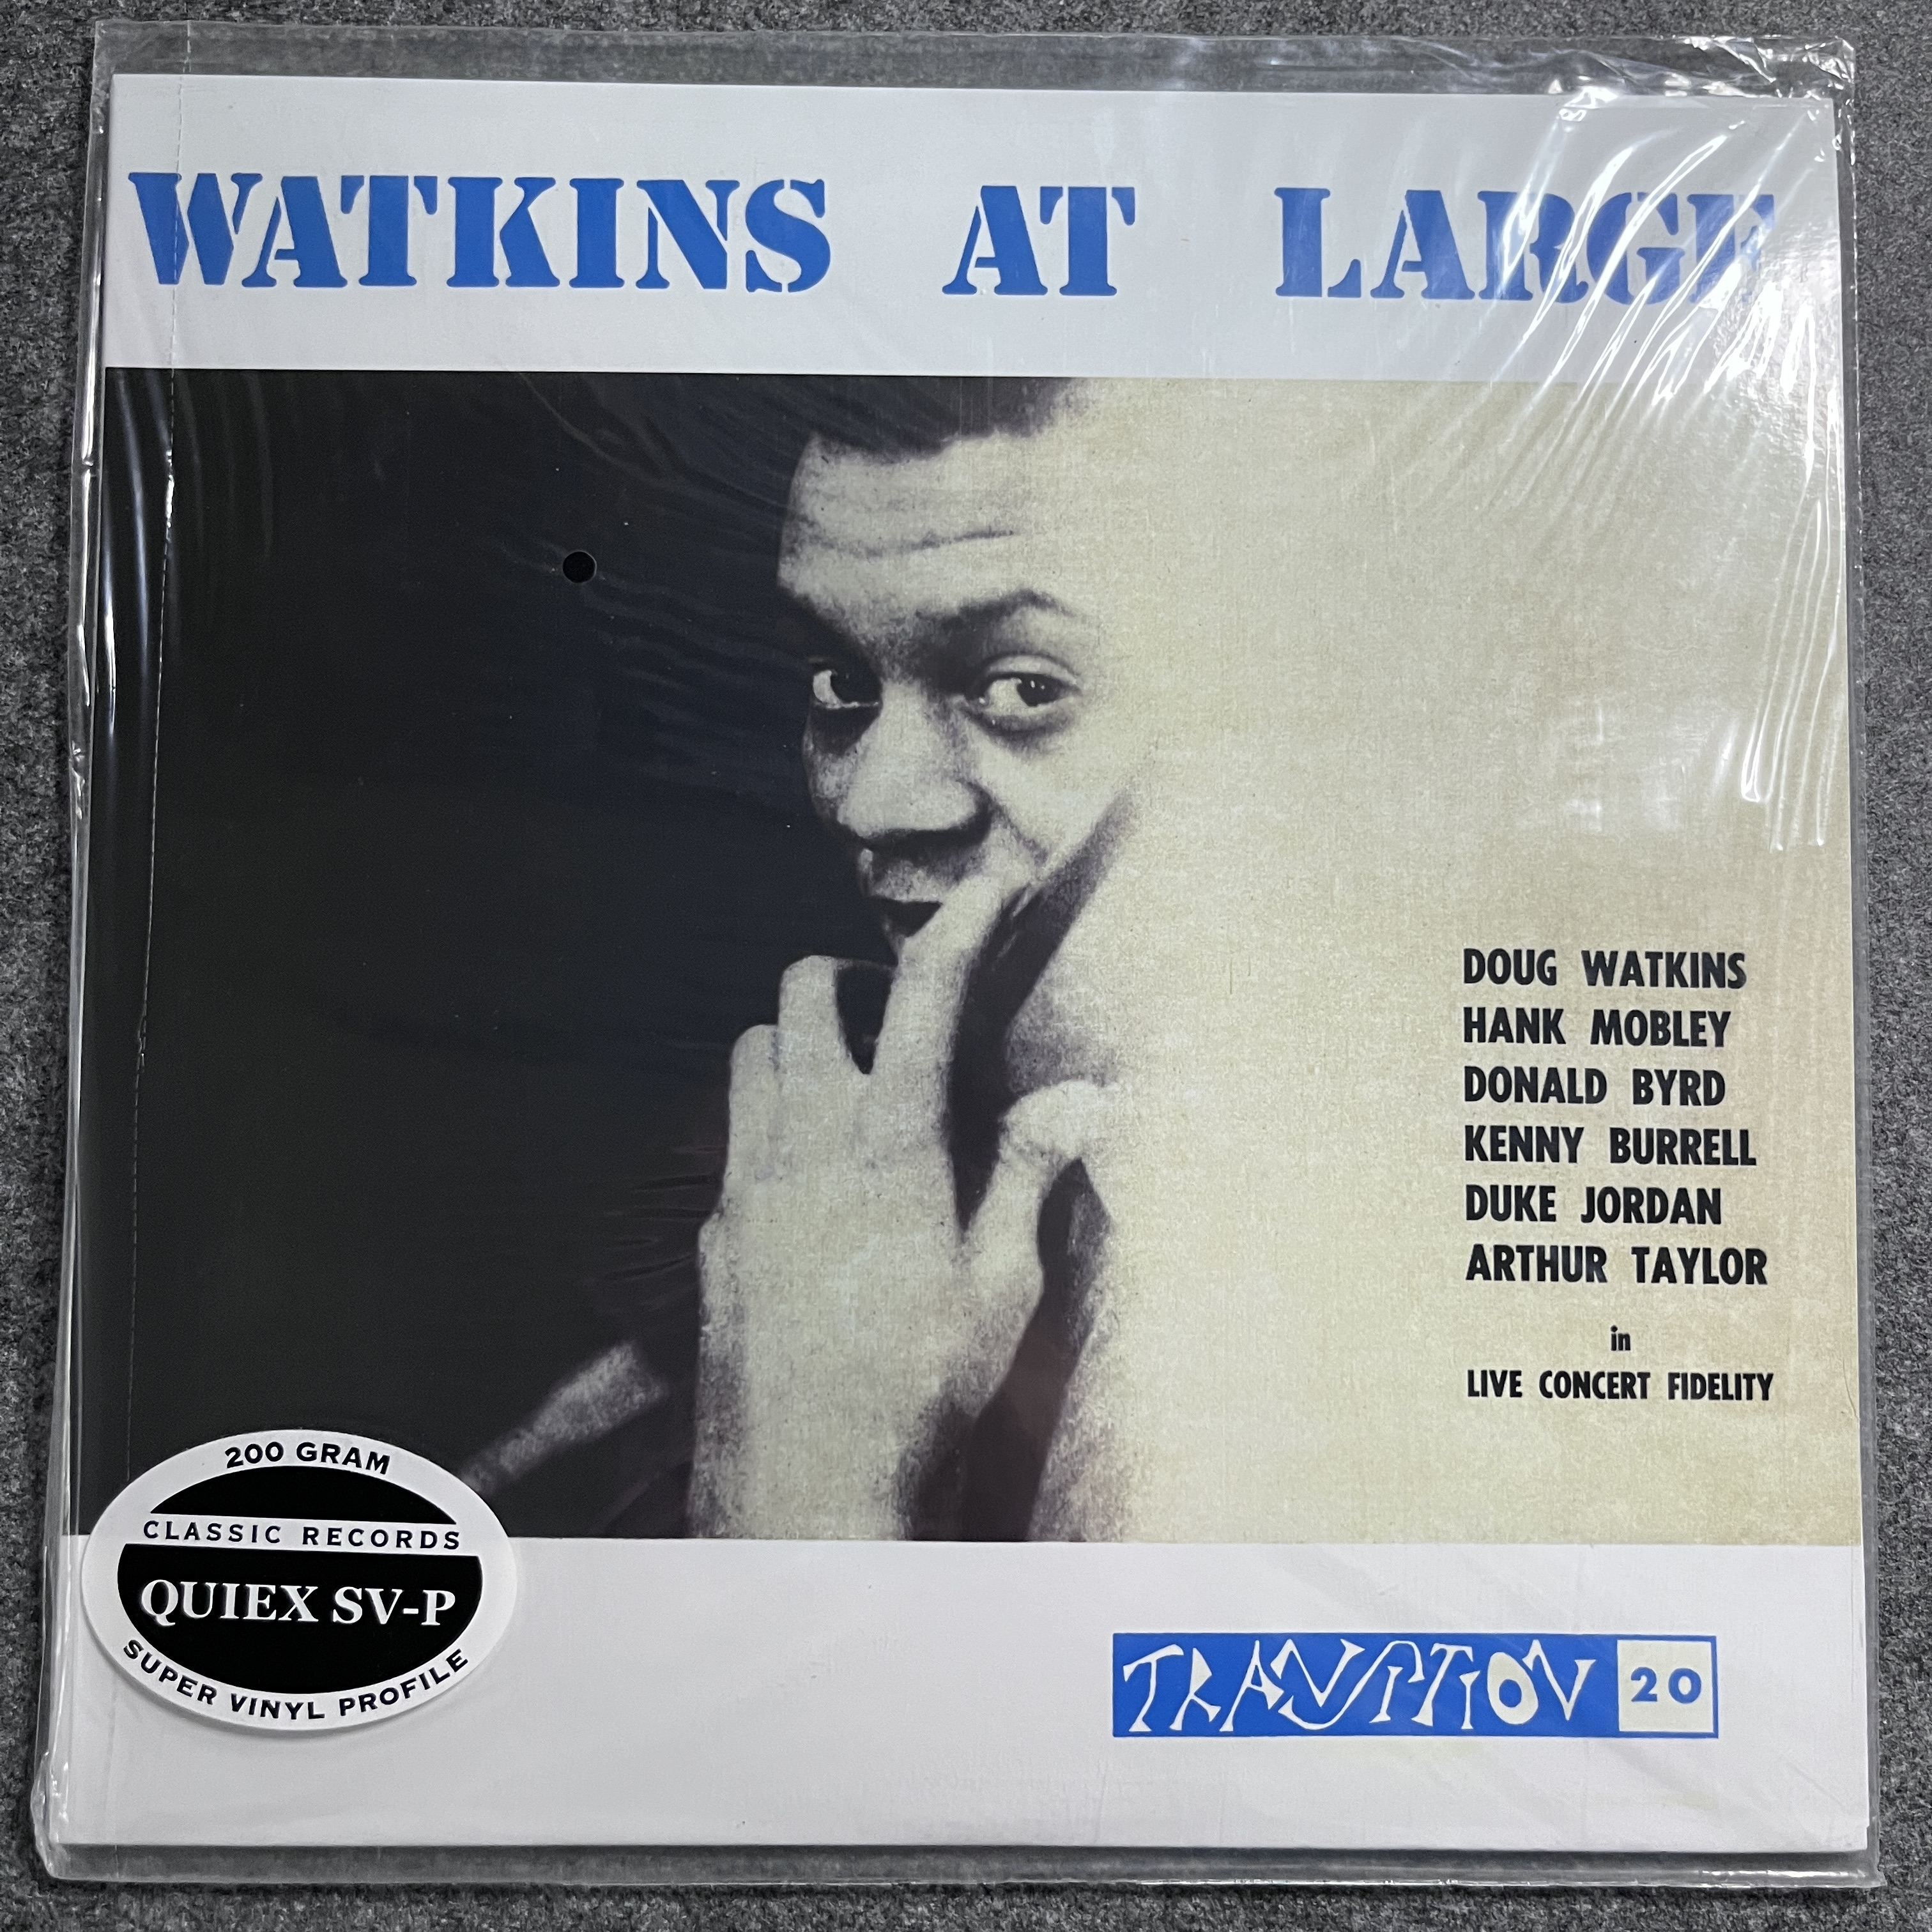 WATKINS AT LARGE
DOUG WATKINS
HANK MOBLEY
DONALD BYRD
KENNY BURRELL
DUKE JORDAN
ARTHUR TAYLOR
in
LIVE CONCERT FIDELITY
200 GRAM
CLASSIC RECORDS
QUIEX SV-P
SUPER VINYL PROFILE
TRANSITION 20